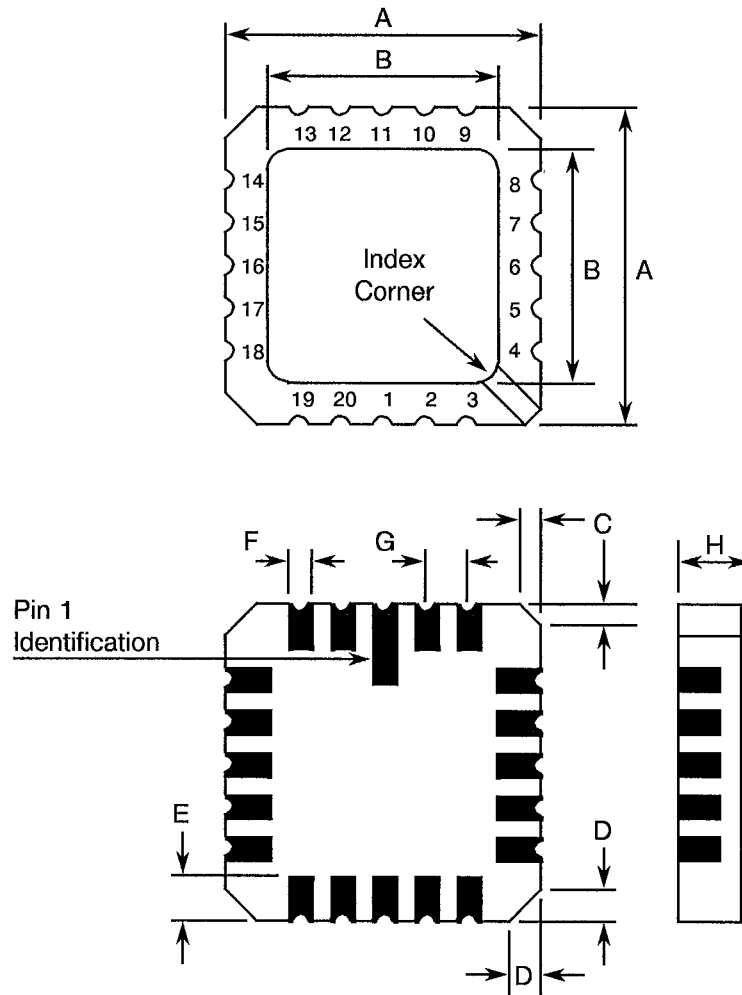 A
B
13 12 11 10 9
14 8
15 7
16 6
17 5
18 4
Index
Corner
B
A
19 20 1 2 3
C
F
G
H
Pin 1
Identification
E
D
D